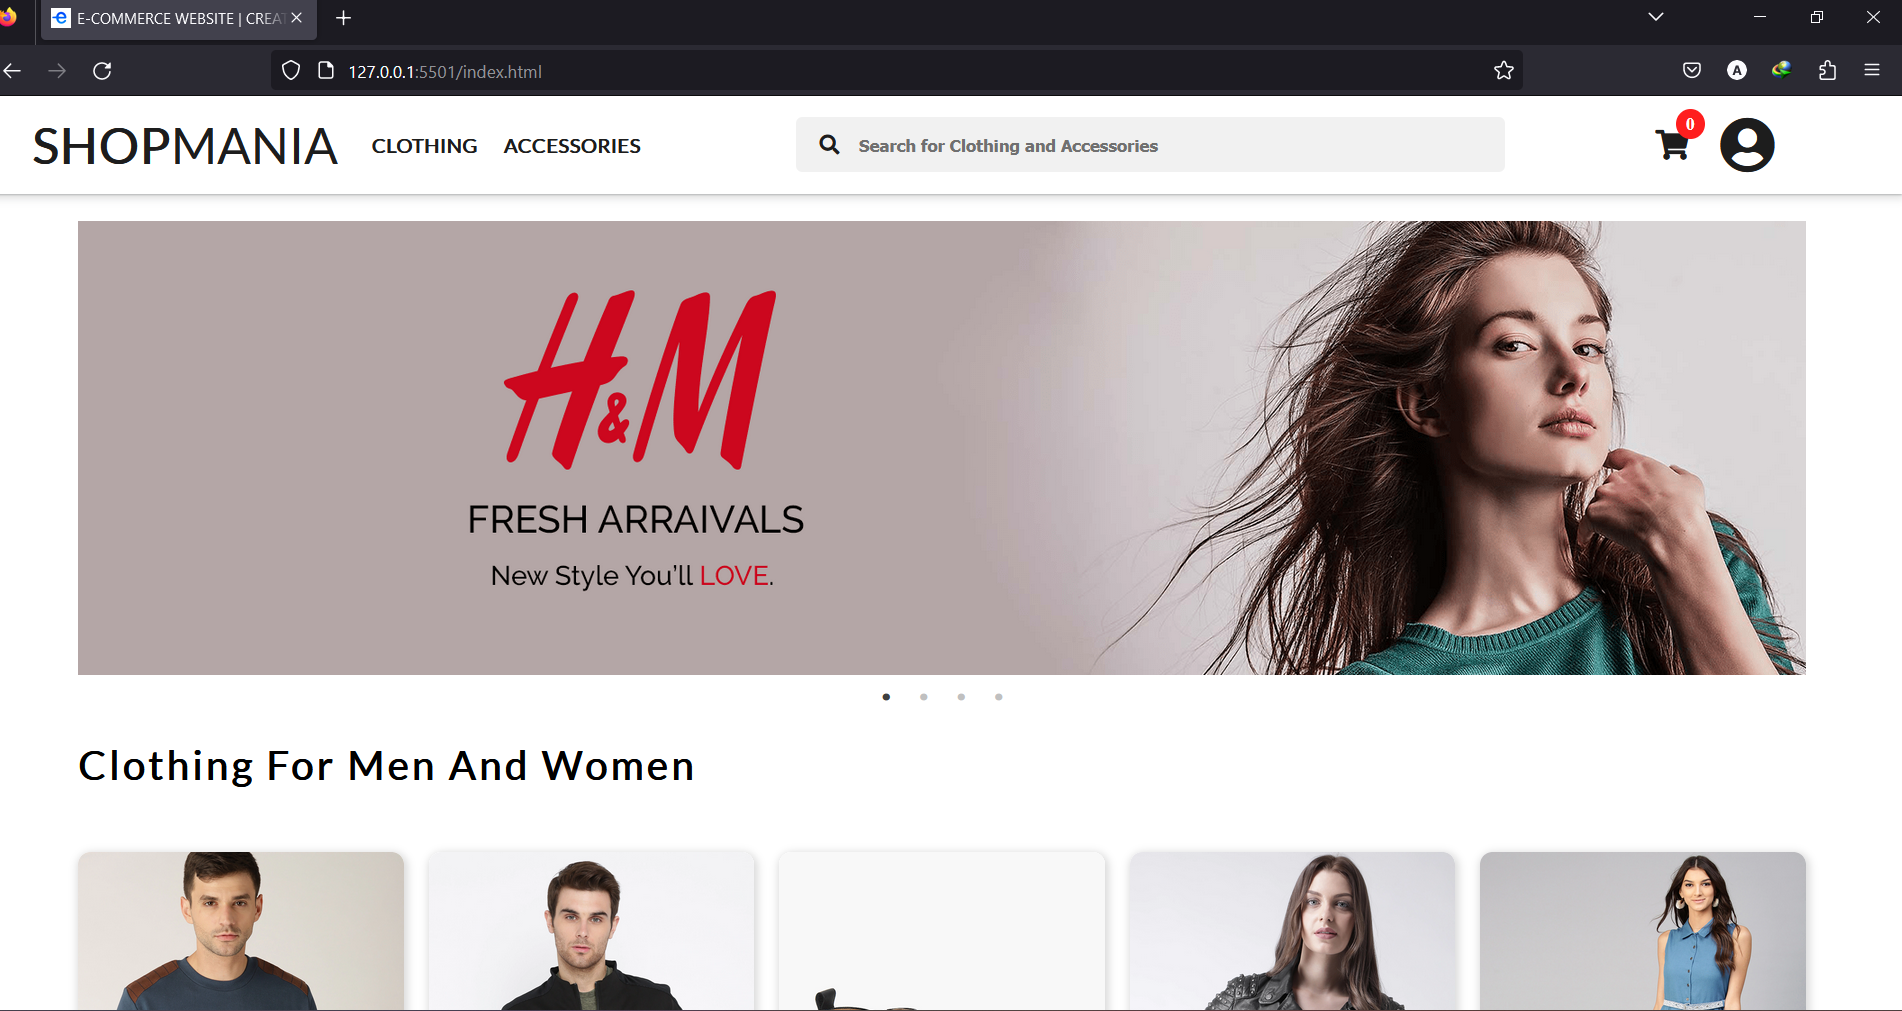 E-COMMERCE WEBSITE | CREAT
127.0.0.1:5501/index.html
A
SHOPMANIA
CLOTHING
ACCESSORIES
Search for Clothing and Accessories
0
H&M
FRESH ARRAIVALS
New Style You'll LOVE.
Clothing For Men And Women